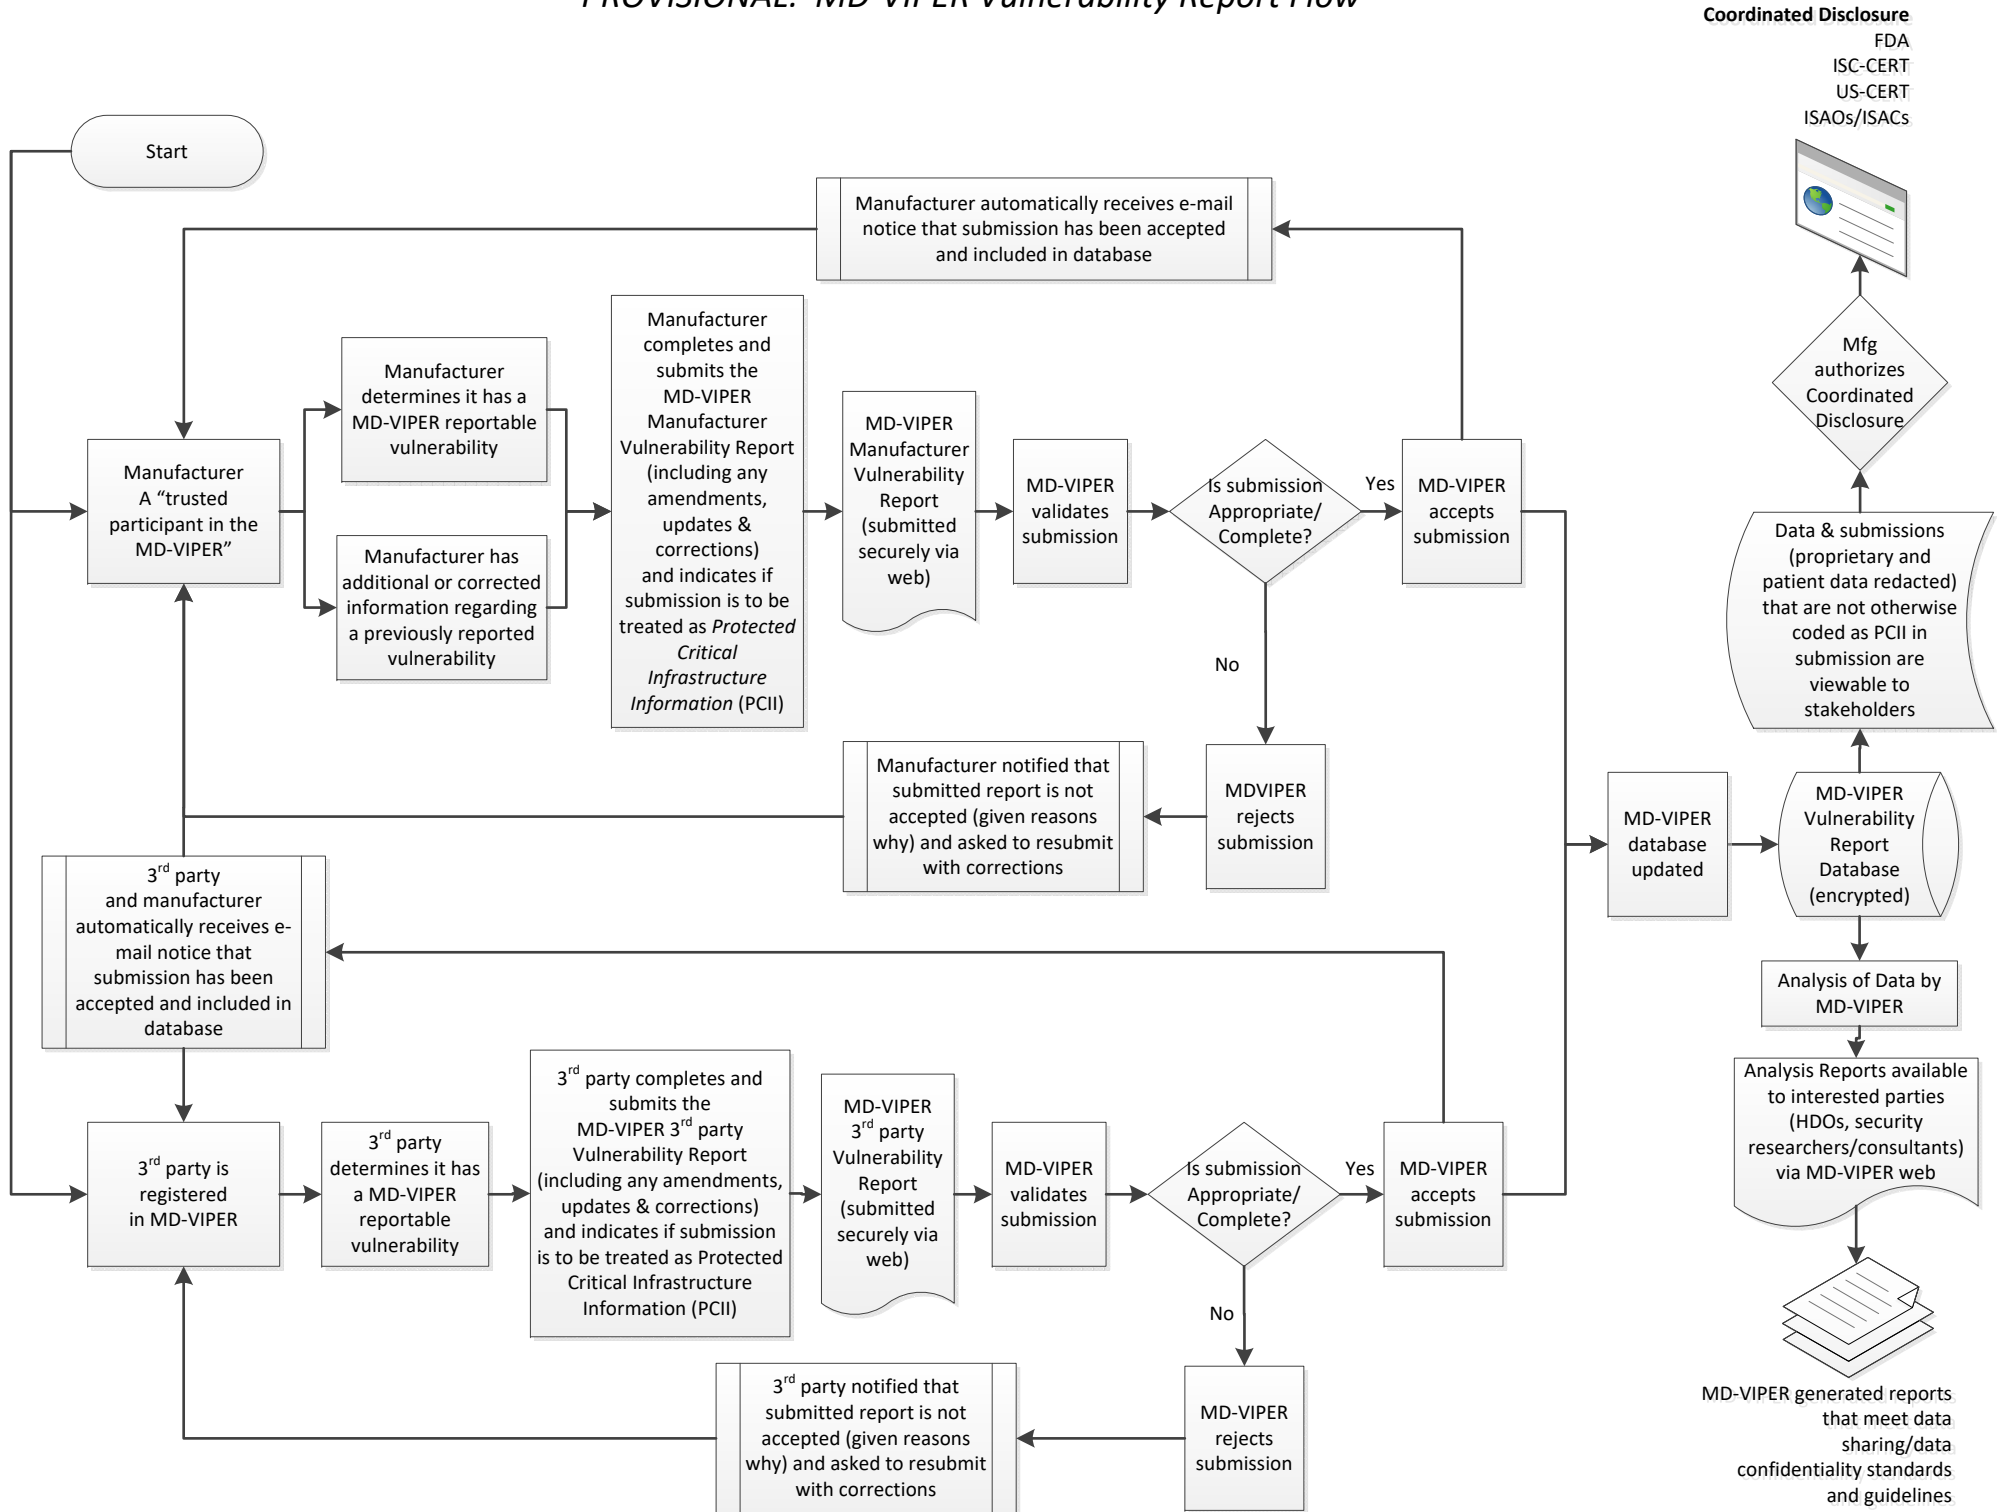 PROVISIONAL: MD-VIPER Vulnerability Report Flow
Coordinated Disclosure
FDA
ISC-CERT
US-CERT
ISAOs/ISACs
Start
Manufacturer automatically receives e-mail
notice that submission has been accepted
and included in database
Manufacturer
A “trusted
participant in the
MD-VIPER”
Manufacturer
determines it has a
MD-VIPER reportable
vulnerability
Manufacturer has
additional or corrected
information regarding
a previously reported
vulnerability
Manufacturer
completes and
submits the
MD-VIPER
Manufacturer
Vulnerability Report
(including any
amendments,
updates &
corrections)
and indicates if
submission is to be
treated as Protected
Critical
Infrastructure
Information (PCII)
MD-VIPER
Manufacturer
Vulnerability
Report
(submitted
securely via
web)
MD-VIPER
validates
submission
Is submission
Appropriate/
Complete?
Yes
No
MD-VIPER
accepts
submission
Mfg
authorizes
Coordinated
Disclosure
Data & submissions
(proprietary and
patient data redacted)
that are not otherwise
coded as PCII in
submission are
viewable to
stakeholders
Manufacturer notified that
submitted report is not
accepted (given reasons
why) and asked to resubmit
with corrections
MDVIPER
rejects
submission
MD-VIPER
database
updated
MD-VIPER
Vulnerability
Report
Database
(encrypted)
3rd party
and manufacturer
automatically receives e-
mail notice that
submission has been
accepted and included in
database
Analysis of Data by
MD-VIPER
Analysis Reports available
to interested parties
(HDOs, security
researchers/consultants)
via MD-VIPER web
3rd party is
registered
in MD-VIPER
3rd party
determines it has
a MD-VIPER
reportable
vulnerability
3rd party completes and
submits the
MD-VIPER 3rd party
Vulnerability Report
(including any amendments,
updates & corrections)
and indicates if submission
is to be treated as Protected
Critical Infrastructure
Information (PCII)
MD-VIPER
3rd party
Vulnerability
Report
(submitted
securely via
web)
MD-VIPER
validates
submission
Is submission
Appropriate/
Complete?
Yes
No
MD-VIPER
accepts
submission
3rd party notified that
submitted report is not
accepted (given reasons
why) and asked to resubmit
with corrections
MD-VIPER
rejects
submission
MD-VIPER generated reports
that meet data
sharing/data
confidentiality standards
and guidelines